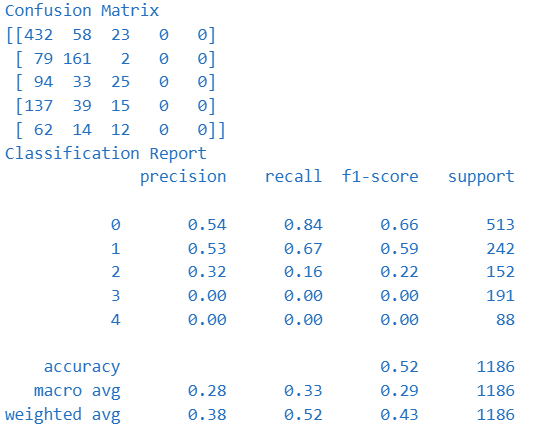 Confusion Matrix
[[432  58  23   0   0]
 [ 79 161   2   0   0]
 [ 94  33  25   0   0]
 [137  39  15   0   0]
 [ 62  14  12   0   0]]
Classification Report
              precision    recall  f1-score   support

           0       0.54      0.84      0.66       513
           1       0.53      0.67      0.59       242
           2       0.32      0.16      0.22       152
           3       0.00      0.00      0.00       191
           4       0.00      0.00      0.00        88

    accuracy                           0.52      1186
   macro avg       0.28      0.33      0.29      1186
weighted avg       0.38      0.52      0.43      1186